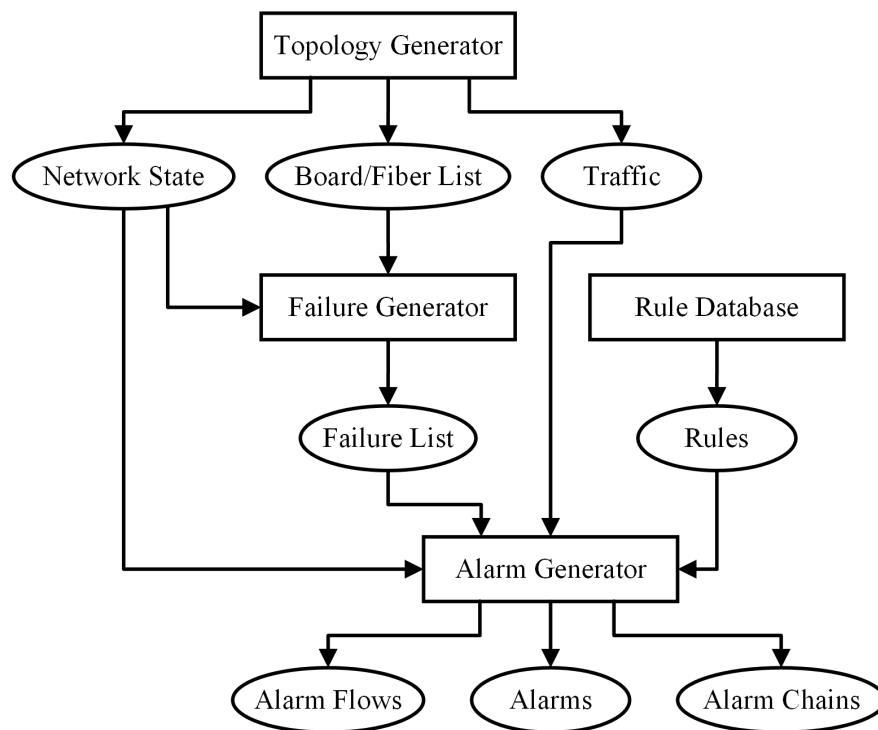 Topology Generator
Network State
Board/Fiber List
Traffic
Failure Generator
Rule Database
Failure List
Rules
Alarm Generator
Alarm Flows
Alarms
Alarm Chains